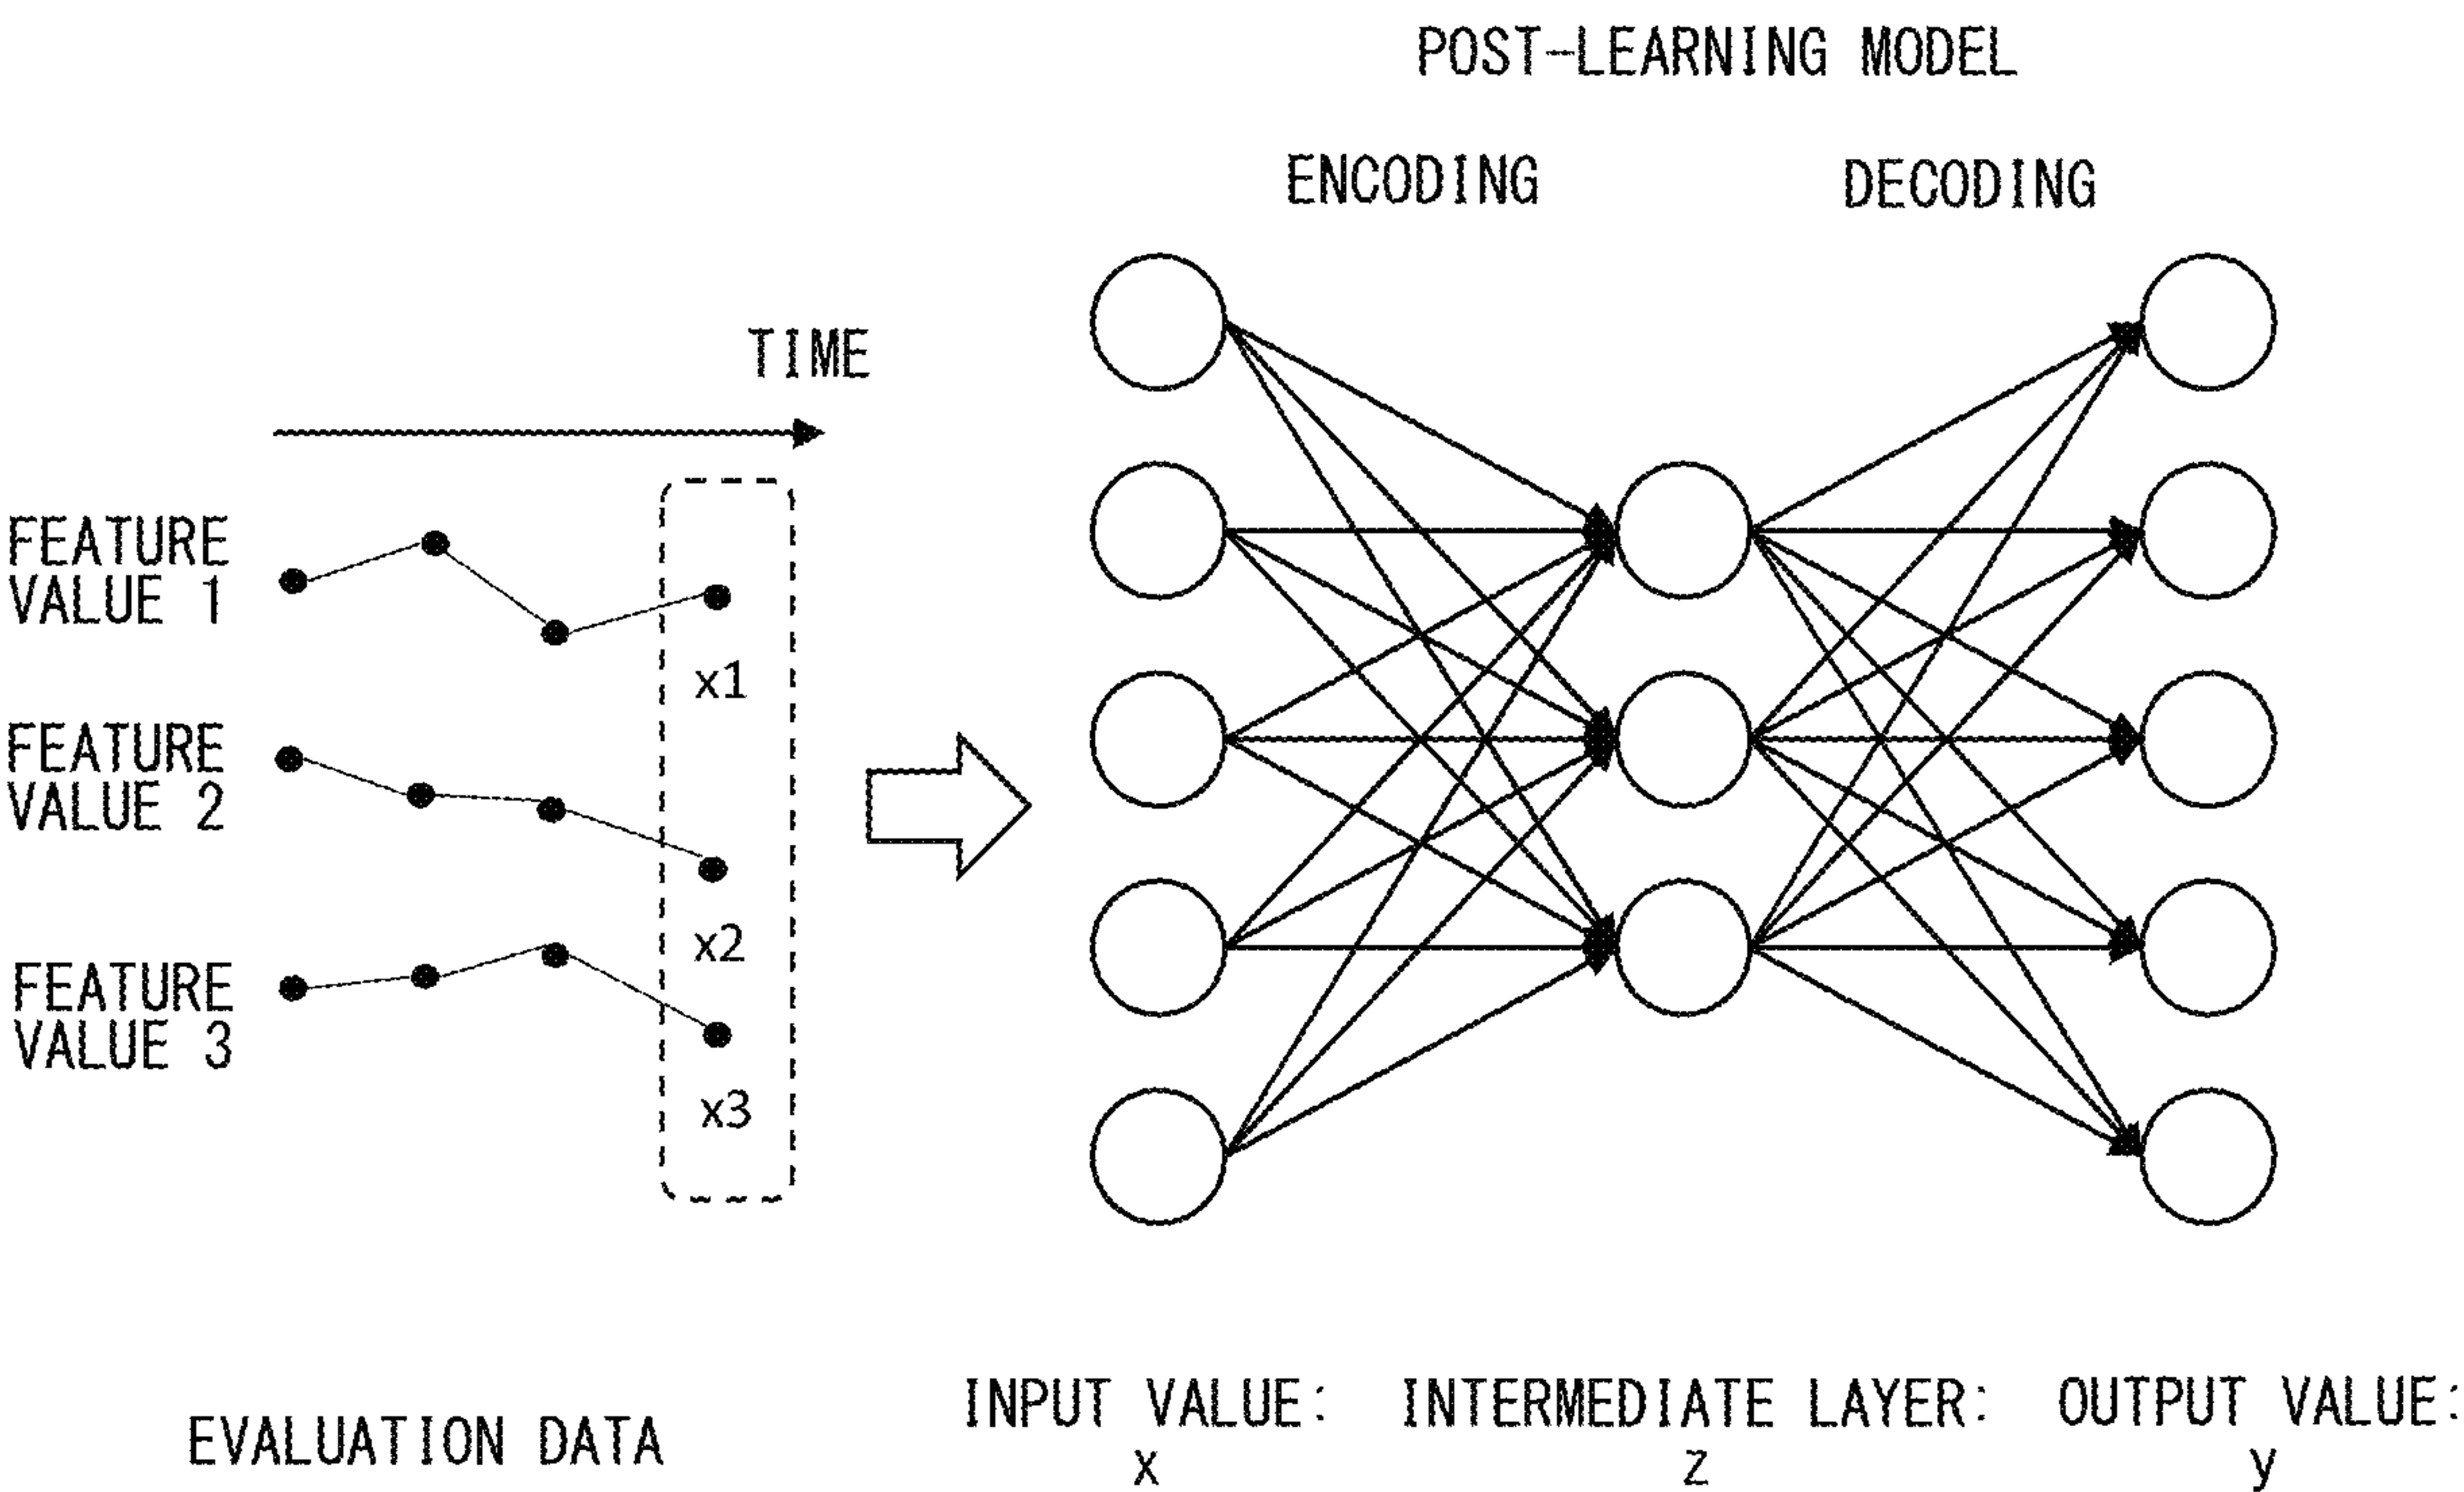 POST-LEARNING MODEL
ENCODING
DECODING
TIME
FEATURE
VALUE 1
x1
FEATURE
VALUE 2
x2
FEATURE
VALUE 3
x3
INPUT VALUE:
x
INTERMEDIATE LAYER:
z
OUTPUT VALUE:
y
EVALUATION DATA